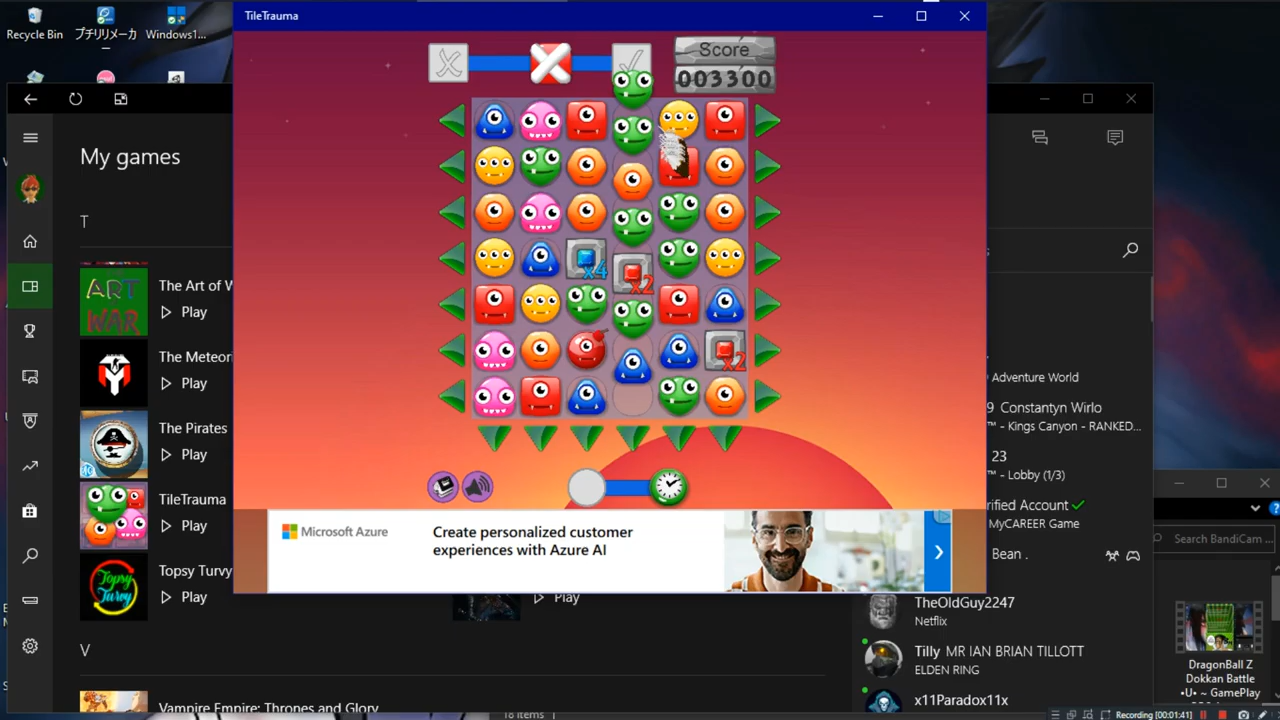 Recycle Bin
プチリリメーカ
Windows1...
TileTrauma
Score
003300
My games
T
The Art of W
Play
The Meteor
Play
The Pirates
Play
TileTrauma
Play
Topsy Turvy
Play
V
Vampire Empire: Thrones and Glory
ART
WAR
Topsy
Turvy
x4
x2
x2
Microsoft Azure
Create personalized customer
experiences with Azure AI
Play
18 items
Adventure World
9 Constantyn Wirlo
™ - Kings Canyon - RANKED...
23
™ - Lobby (1/3)
rified Account
MyCAREER Game
Bean .
TheOldGuy2247
Netflix
Tilly MR IAN BRIAN TILLOTT
ELDEN RING
x11Paradox11x
Search BandiCam ...
DragonBall Z
Dokkan Battle
•U• ~ GamePlay
Recording [00:01:41]